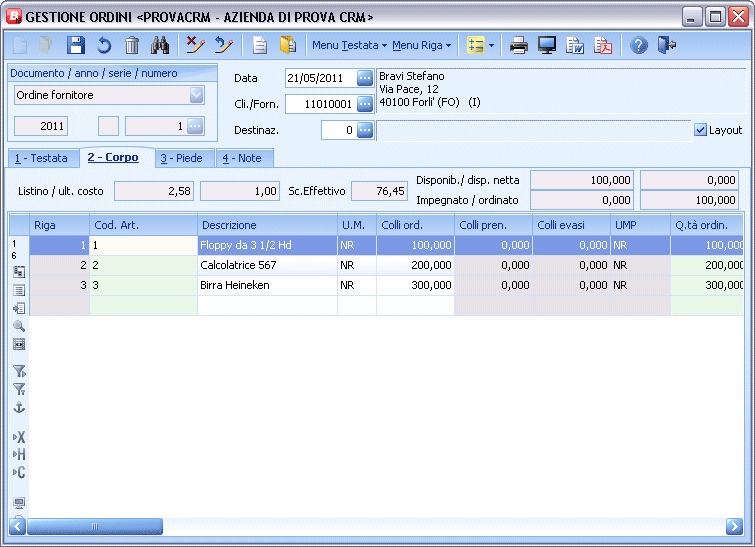 GESTIONE ORDINI <PROVACRM - AZIENDA DI PROVA CRM>
Menu Testata Menu Riga
Documento / anno / serie / numero
Ordine fornitore
2011 1
Data 21/05/2011
Cli./Forn. 11010001
Destinaz. 0
Bravi Stefano
Via Pace, 12
40100 Forli' (FO) (I)
Layout
1 - Testata 2 - Corpo 3 - Piede 4 - Note
Listino / ult. costo 2,58 1,00 Sc.Effettivo 76,45
Disponib./ disp. netta 100,000 0,000
Impegnato / ordinato 0,000 100,000
Riga Cod. Art. Descrizione U.M. Colli ord. Colli pren. Colli evasi UMP Q.tà ordin.
1 1 Floppy da 3 1/2 Hd NR 100,000 0,000 0,000 NR 100,000
2 2 Calcolatrice 567 NR 200,000 0,000 0,000 NR 200,000
3 3 Birra Heineken NR 300,000 0,000 0,000 NR 300,000
1
6
X
H
C